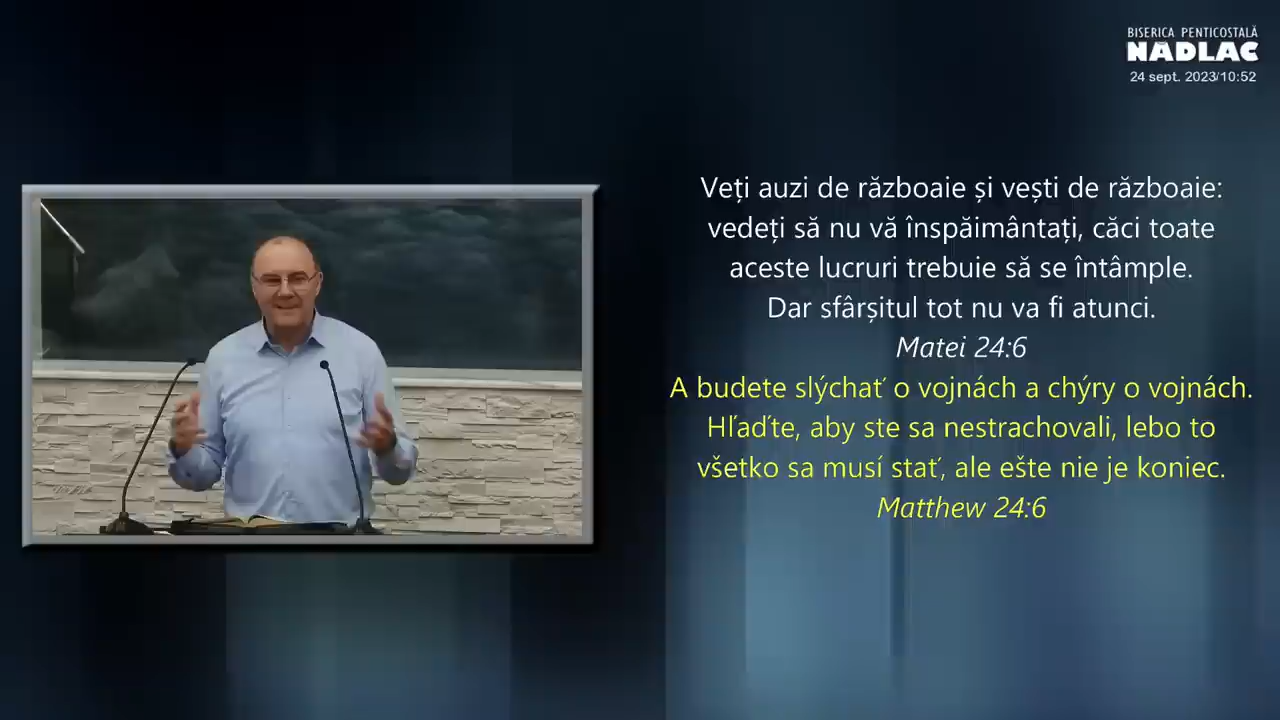 BISERICA PENTICOSTALĂ
NĂDLAC
24 sept. 2023/10:52
Veți auzi de războaie și vești de războaie:
vedeți să nu vă înspăimântați, căci toate
aceste lucruri trebuie să se întâmple.
Dar sfârșitul tot nu va fi atunci.
Matei 24:6
A budete slýchať o vojnách a chýry o vojnách.
Hľaďte, aby ste sa nestrachovali, lebo to
všetko sa musí stať, ale ešte nie je koniec.
Matthew 24:6